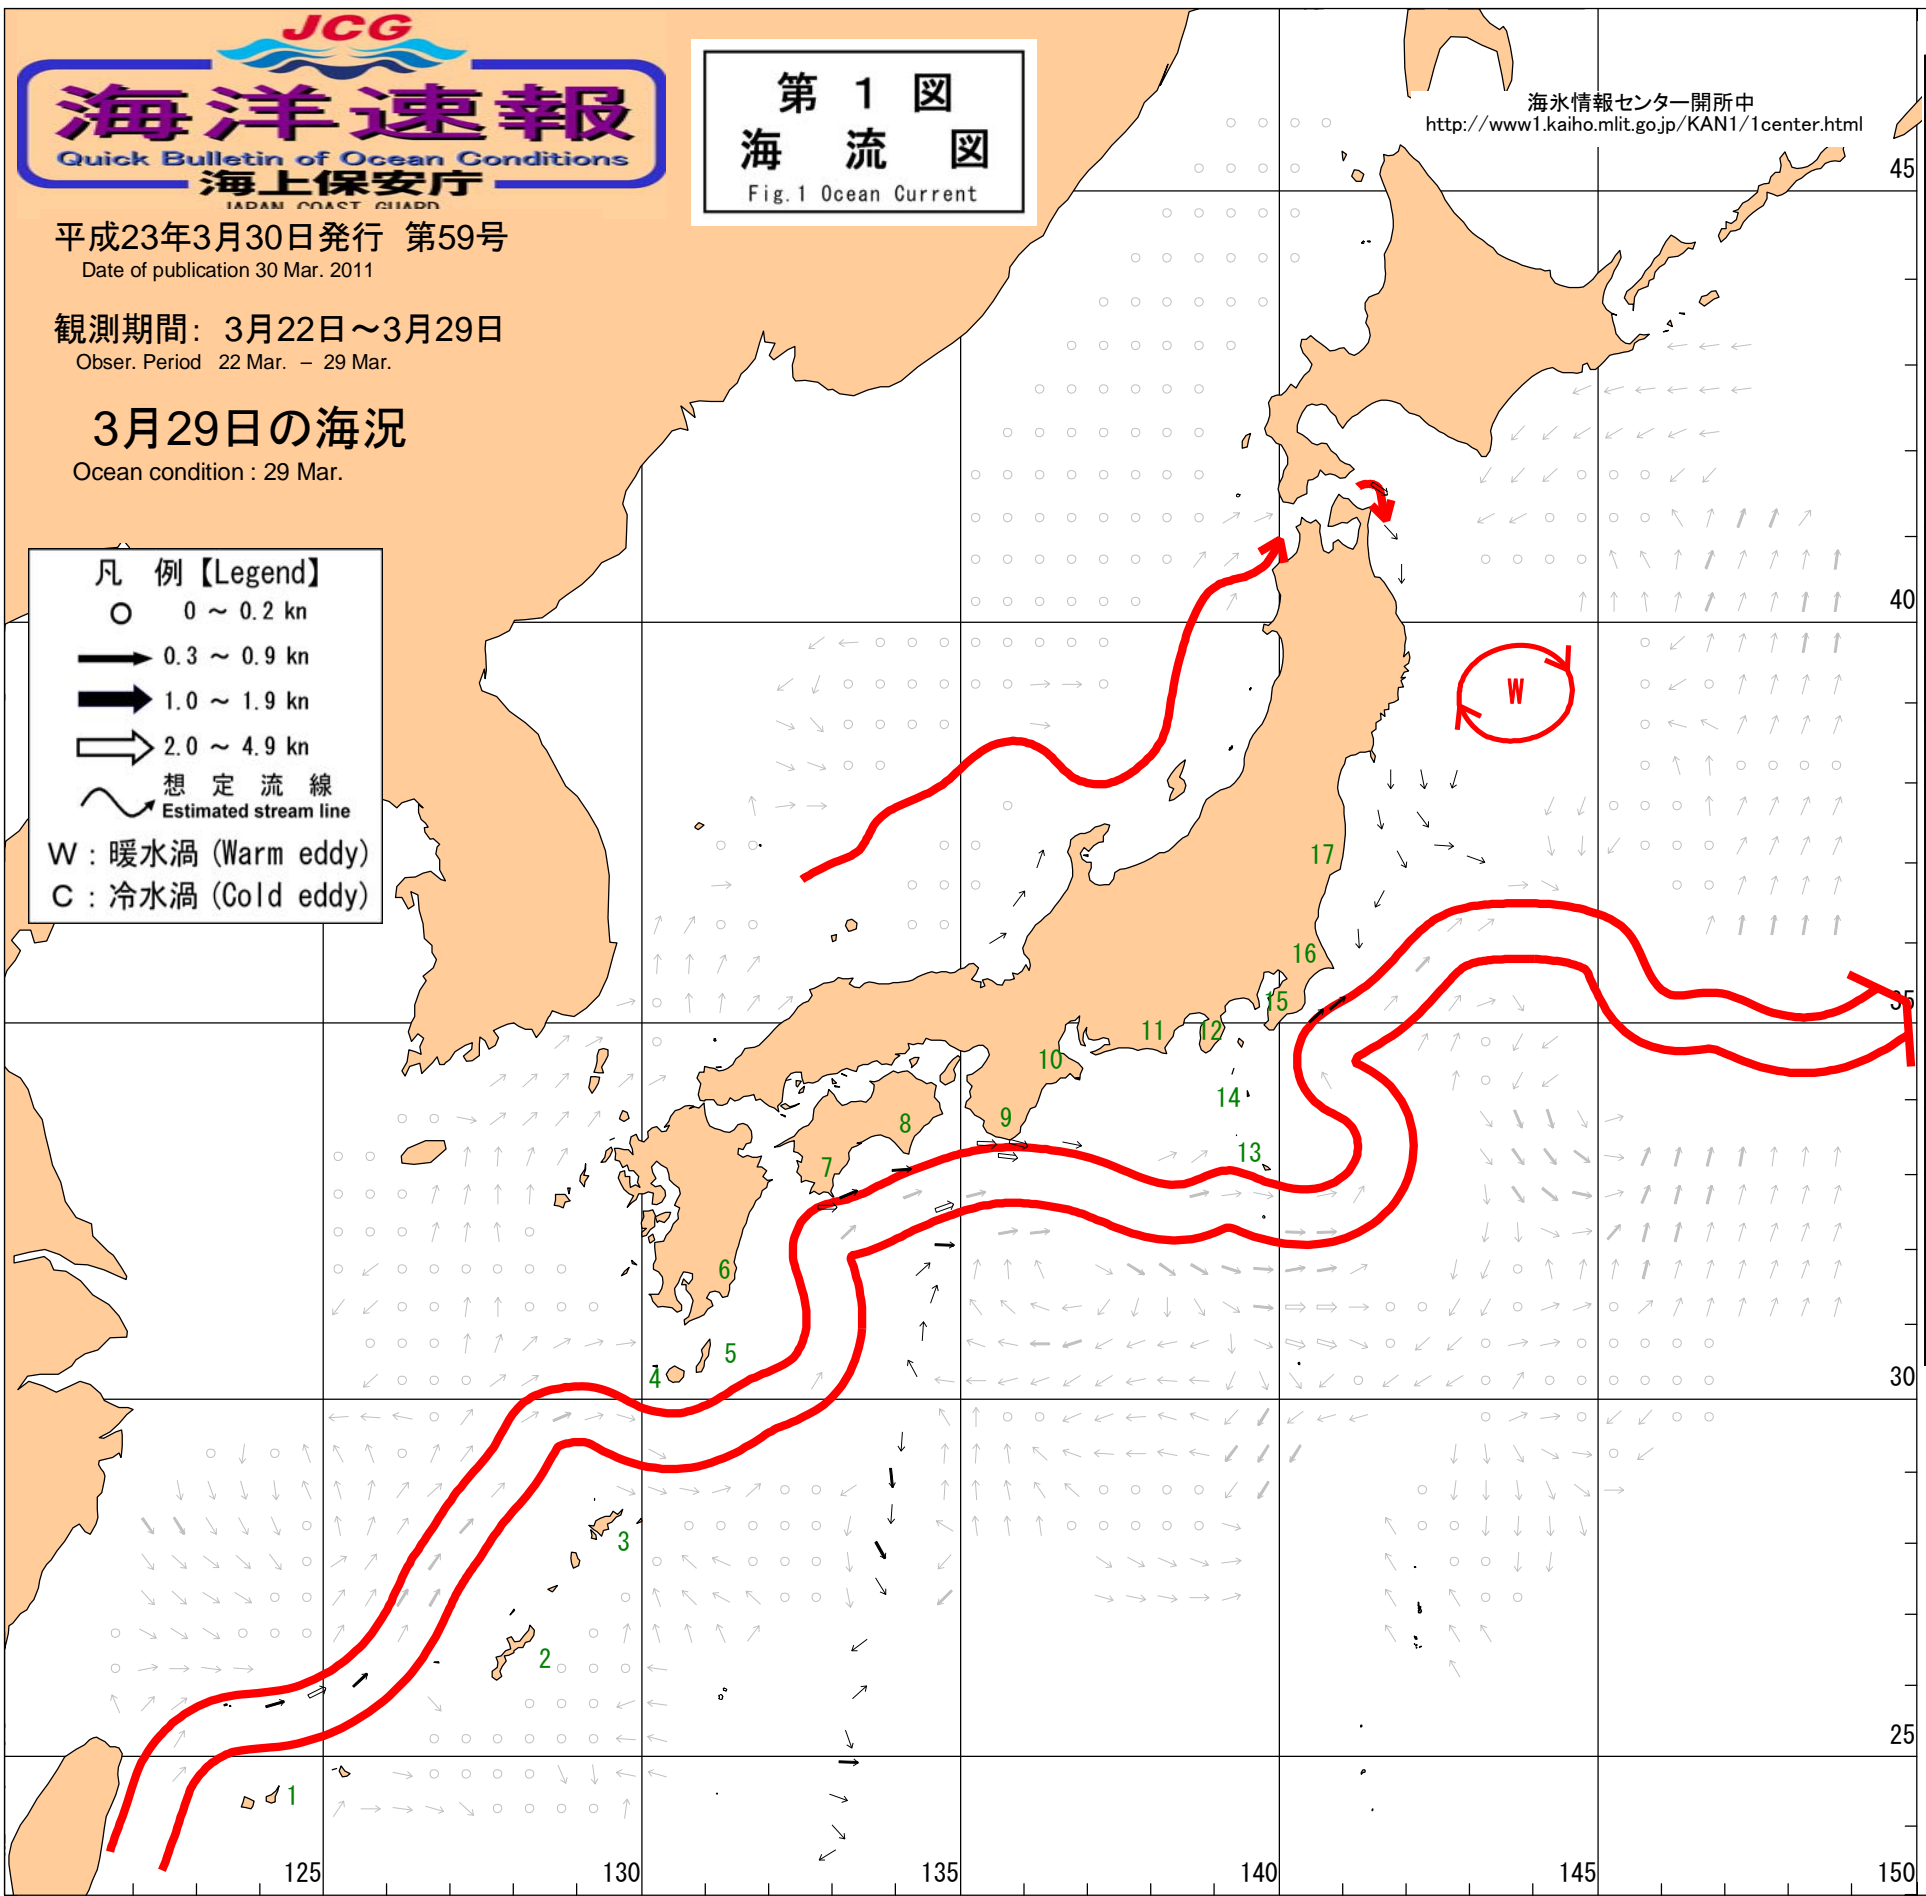 JCG
海洋速報
Quick Bulletin of Ocean Conditions
海上保安庁
JAPAN COAST GUARD
平成23年3月30日発行 第59号
Date of publication 30 Mar. 2011
観測期間： 3月22日～3月29日
Obser. Period 22 Mar. – 29 Mar.
3月29日の海況
Ocean condition : 29 Mar.
第 1 図
海 流 図
Fig.1 Ocean Current
海氷情報センター開所中
http://www1.kaiho.mlit.go.jp/KAN1/1center.html
凡 例【Legend】
0 ～ 0.2 kn
0.3 ～ 0.9 kn
1.0 ～ 1.9 kn
2.0 ～ 4.9 kn
想 定 流 線
Estimated stream line
W : 暖水渦 (Warm eddy)
C : 冷水渦 (Cold eddy)
45
40
W
17
16
35
15
12
11
10
14
9
8
13
7
6
5
4
30
3
2
25
1
125
130
135
140
145
150